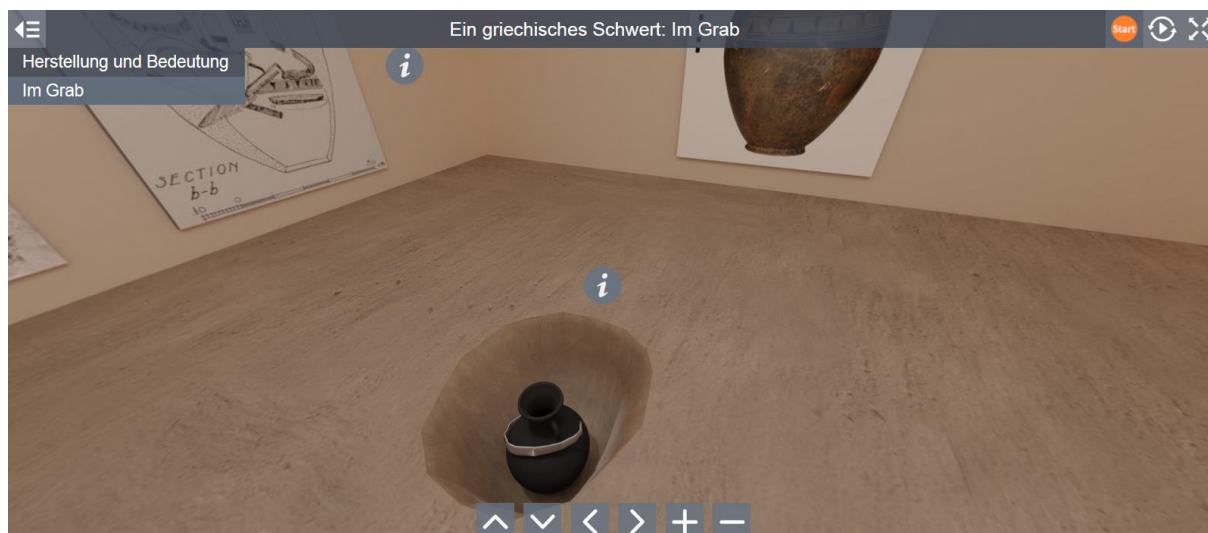 Ein griechisches Schwert: Im Grab
Start
Herstellung und Bedeutung
Im Grab
i
i
SECTION
b-b